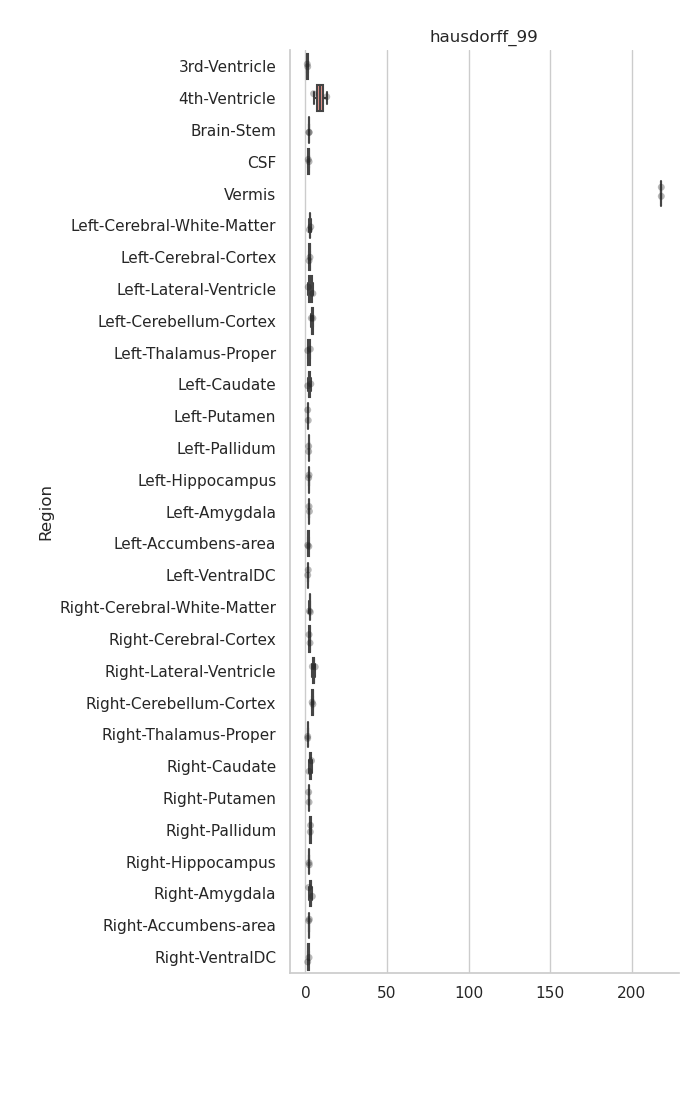 hausdorff_99
3rd-Ventricle
4th-Ventricle
Brain-Stem
CSF
Vermis
Left-Cerebral-White-Matter
Left-Cerebral-Cortex
Left-Lateral-Ventricle
Left-Cerebellum-Cortex
Left-Thalamus-Proper
Left-Caudate
Left-Putamen
Left-Pallidum
Left-Hippocampus
Left-Amygdala
Left-Accumbens-area
Left-VentralDC
Right-Cerebral-White-Matter
Right-Cerebral-Cortex
Right-Lateral-Ventricle
Right-Cerebellum-Cortex
Right-Thalamus-Proper
Right-Caudate
Right-Putamen
Right-Pallidum
Right-Hippocampus
Right-Amygdala
Right-Accumbens-area
Right-VentralDC
Region
0 50 100 150 200